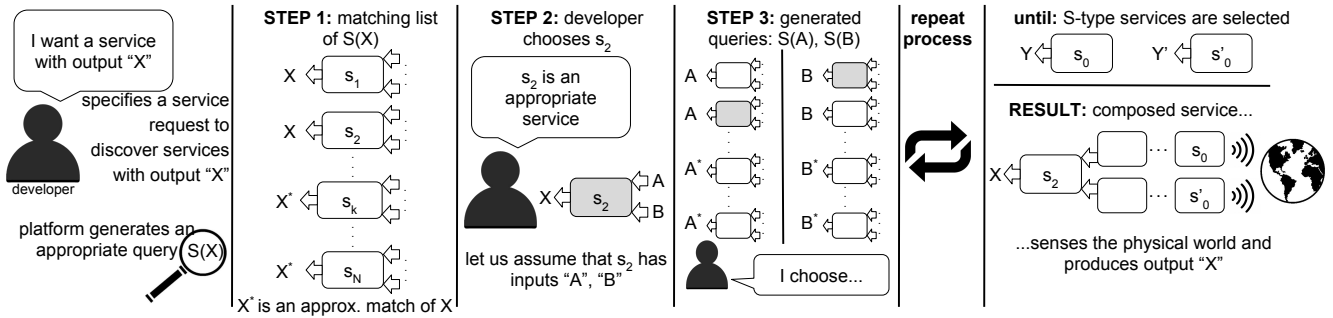 I want a service
with output “X”
specifies a service
request to
discover services
with output “X”
developer
platform generates an
appropriate query S(X)
STEP 1: matching list
of S(X)
X s1
X s2
X* sk
X* sN
X* is an approx. match of X
STEP 2: developer
chooses s2
s2 is an
appropriate
service
X s2 A
B
let us assume that s2 has
inputs “A”, “B”
STEP 3: generated
queries: S(A), S(B)
A B
A B
A* B*
A* B*
I choose...
repeat
process
until: S-type services are selected
Y s0 Y’ s’0
RESULT: composed service...
X s2 ... s0
... s’0
...senses the physical world and
produces output “X”